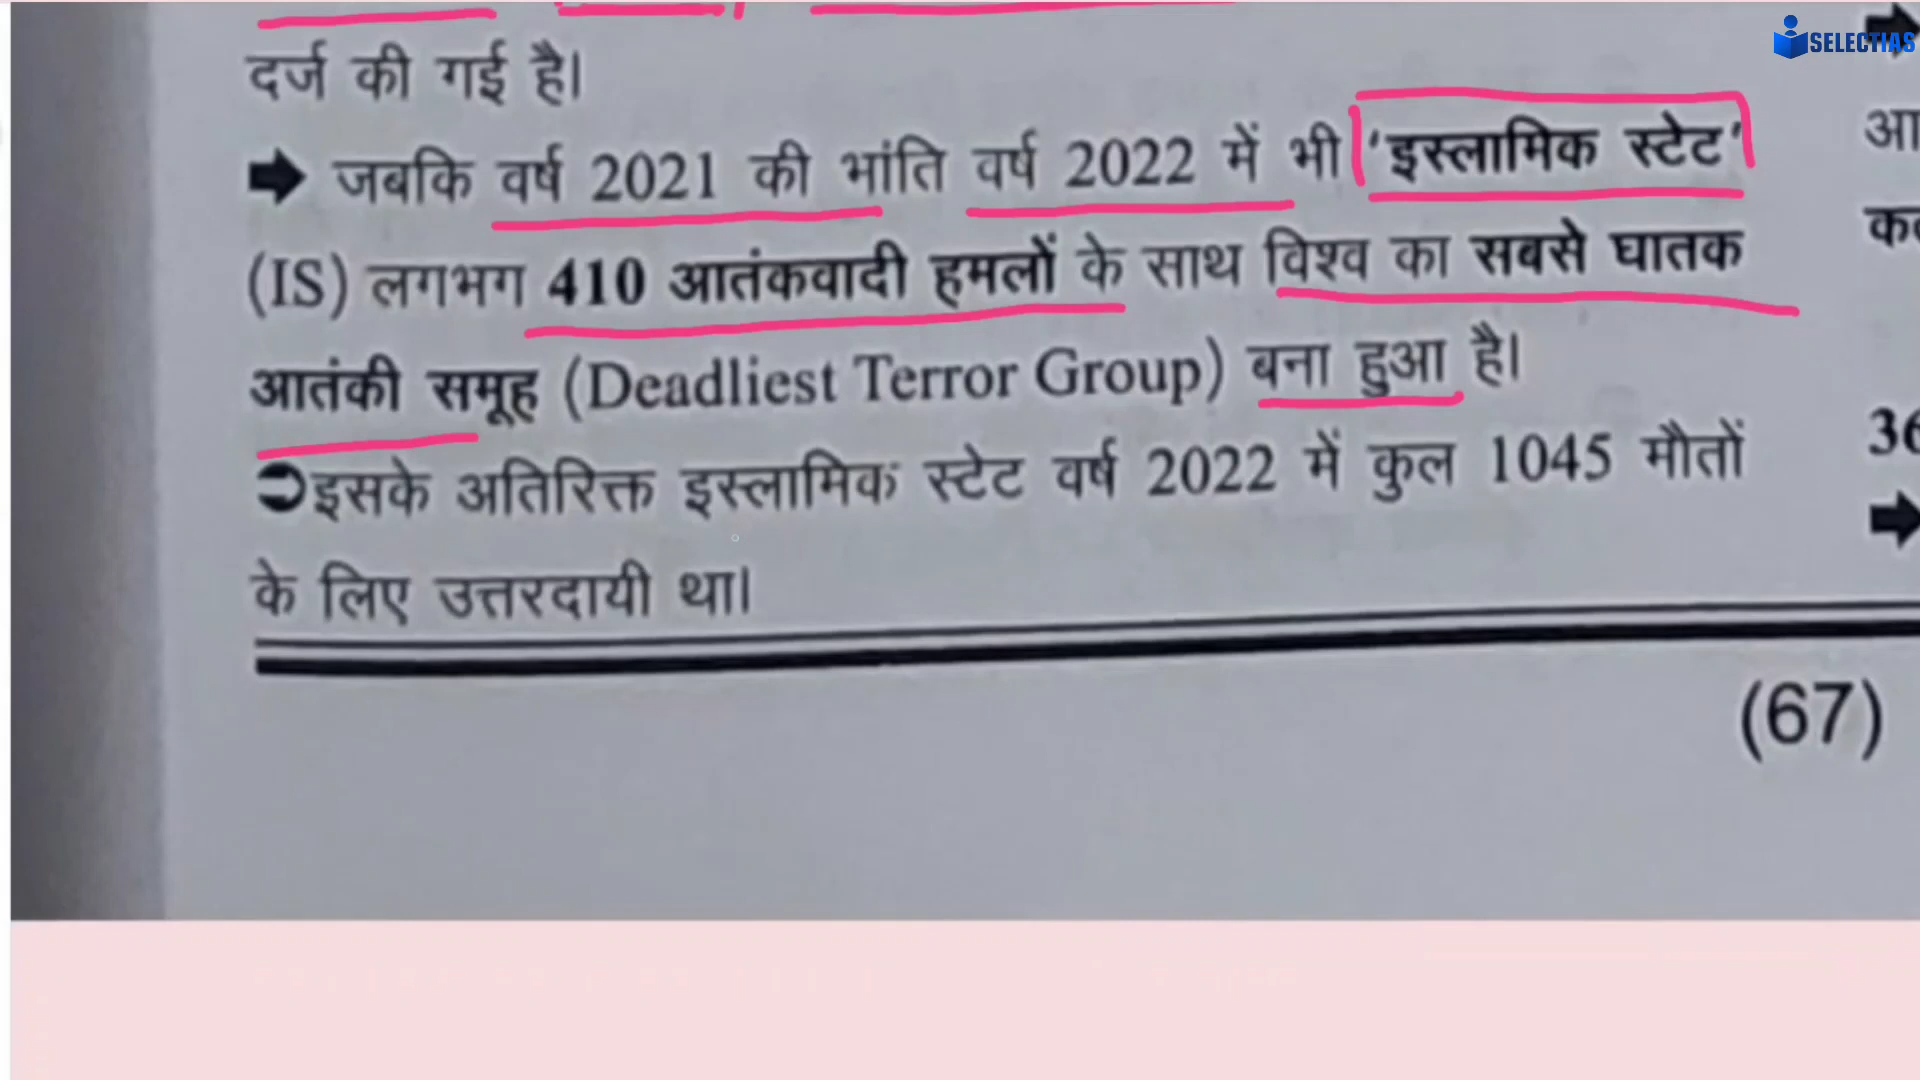 SELECTIAS
दर्ज की गई है।
➡ जबकि वर्ष 2021 की भांति वर्ष 2022 में भी 'इस्लामिक स्टेट'
(IS) लगभग 410 आतंकवादी हमलों के साथ विश्व का सबसे घातक
आतंकी समूह (Deadliest Terror Group) बना हुआ है।
➲इसके अतिरिक्त इस्लामिक स्टेट वर्ष 2022 में कुल 1045 मौतों
के लिए उत्तरदायी था।
(67)